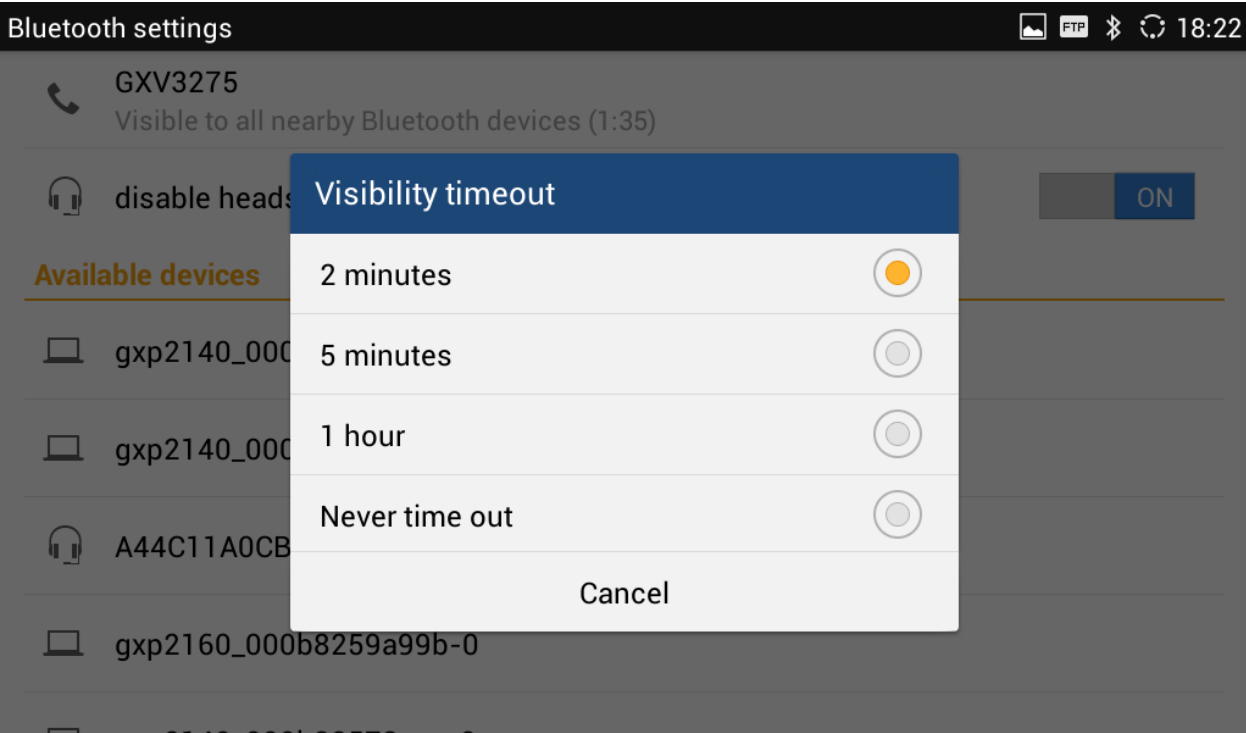 Bluetooth settings
FTP
18:22
GXV3275
Visible to all nearby Bluetooth devices (1:35)
disable heads
ON
Visibility timeout
Available devices
2 minutes
gxp2140_000
5 minutes
gxp2140_000
1 hour
A44C11A0CB
Never time out
Cancel
gxp2160_000b8259a99b-0